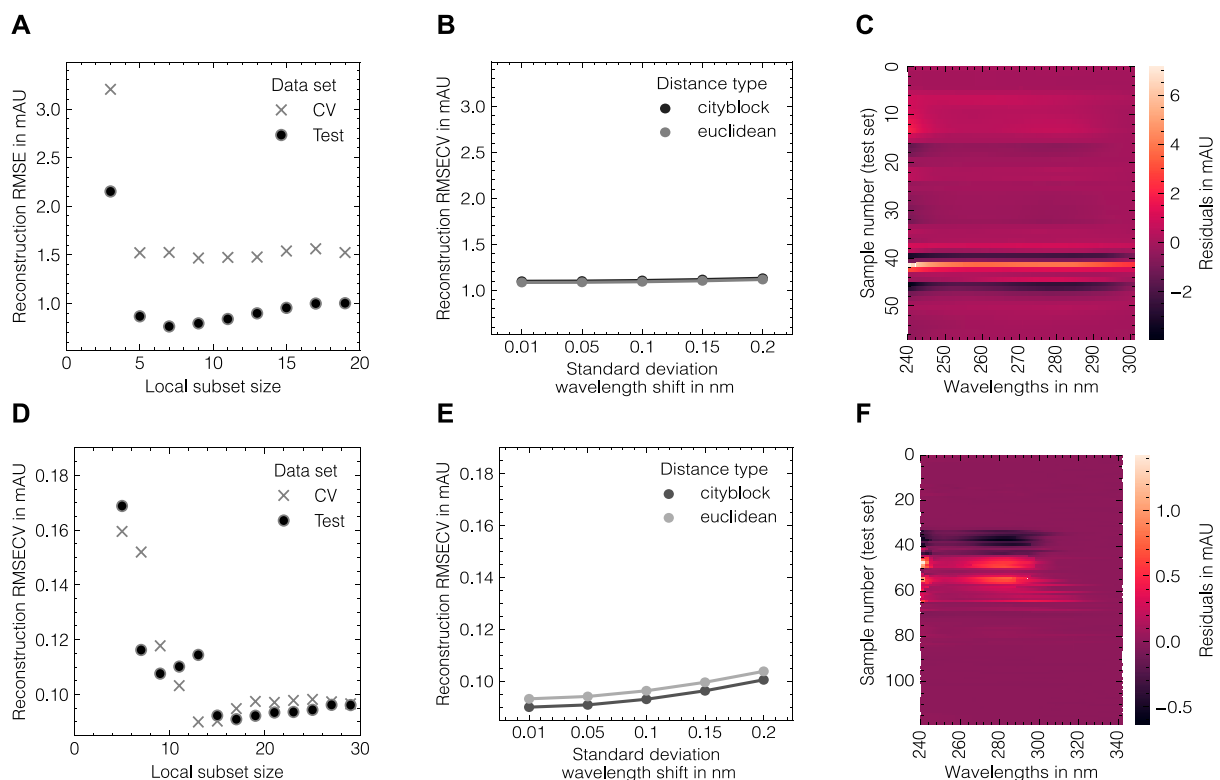 A
Reconstruction RMSE in mAU
3.0
2.5
2.0
1.5
1.0
0
5
10
15
20
Local subset size
Data set
CV
Test
B
Reconstruction RMSECV in mAU
3.0
2.5
2.0
1.5
1.0
0.01
0.05
0.1
0.15
0.2
Standard deviation
wavelength shift in nm
Distance type
cityblock
euclidean
C
Sample number (test set)
0
10
20
30
40
50
240
250
260
270
280
290
300
Wavelengths in nm
6
4
2
0
−2
Residuals in mAU
D
Reconstruction RMSECV in mAU
0.18
0.16
0.14
0.12
0.10
0
10
20
30
Local subset size
Data set
CV
Test
E
Reconstruction RMSECV in mAU
0.18
0.16
0.14
0.12
0.10
0.01
0.05
0.1
0.15
0.2
Standard deviation
wavelength shift in nm
Distance type
cityblock
euclidean
F
Sample number (test set)
0
20
40
60
80
100
240
260
280
300
320
340
Wavelengths in nm
1.0
0.5
0.0
−0.5
Residuals in mAU